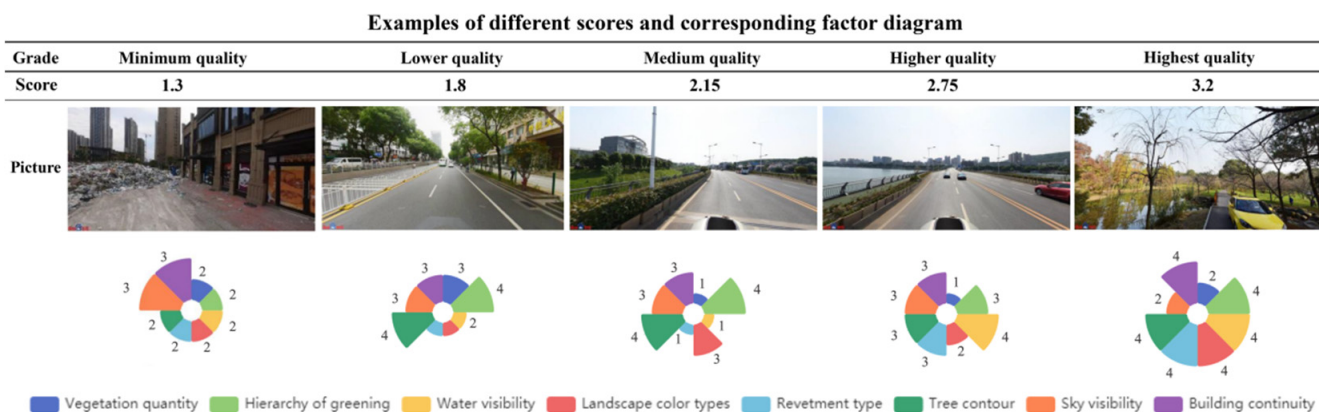 Examples of different scores and corresponding factor diagram
Grade Minimum quality Lower quality Medium quality Higher quality Highest quality
Score 1.3 1.8 2.15 2.75 3.2
Picture
3 2 3 2 2 2 2 2
3 3 4 3 2 4
3 1 4 3 1 4 1 3
3 1 3 3 4 3 2 3
4 2 4 2 4 4 4 4
Vegetation quantity Hierarchy of greening Water visibility Landscape color types Revetment type Tree contour Sky visibility Building continuity